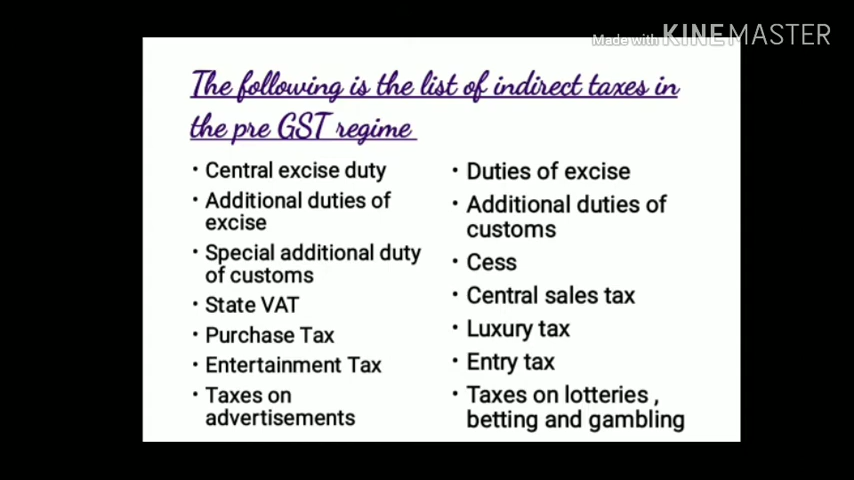 Made with KINEMASTER
The following is the list of indirect taxes in
the pre GST regime
• Central excise duty
• Additional duties of
excise
• Special additional duty
of customs
• State VAT
• Purchase Tax
• Entertainment Tax
• Taxes on
advertisements
• Duties of excise
• Additional duties of
customs
• Cess
• Central sales tax
• Luxury tax
• Entry tax
• Taxes on lotteries ,
betting and gambling